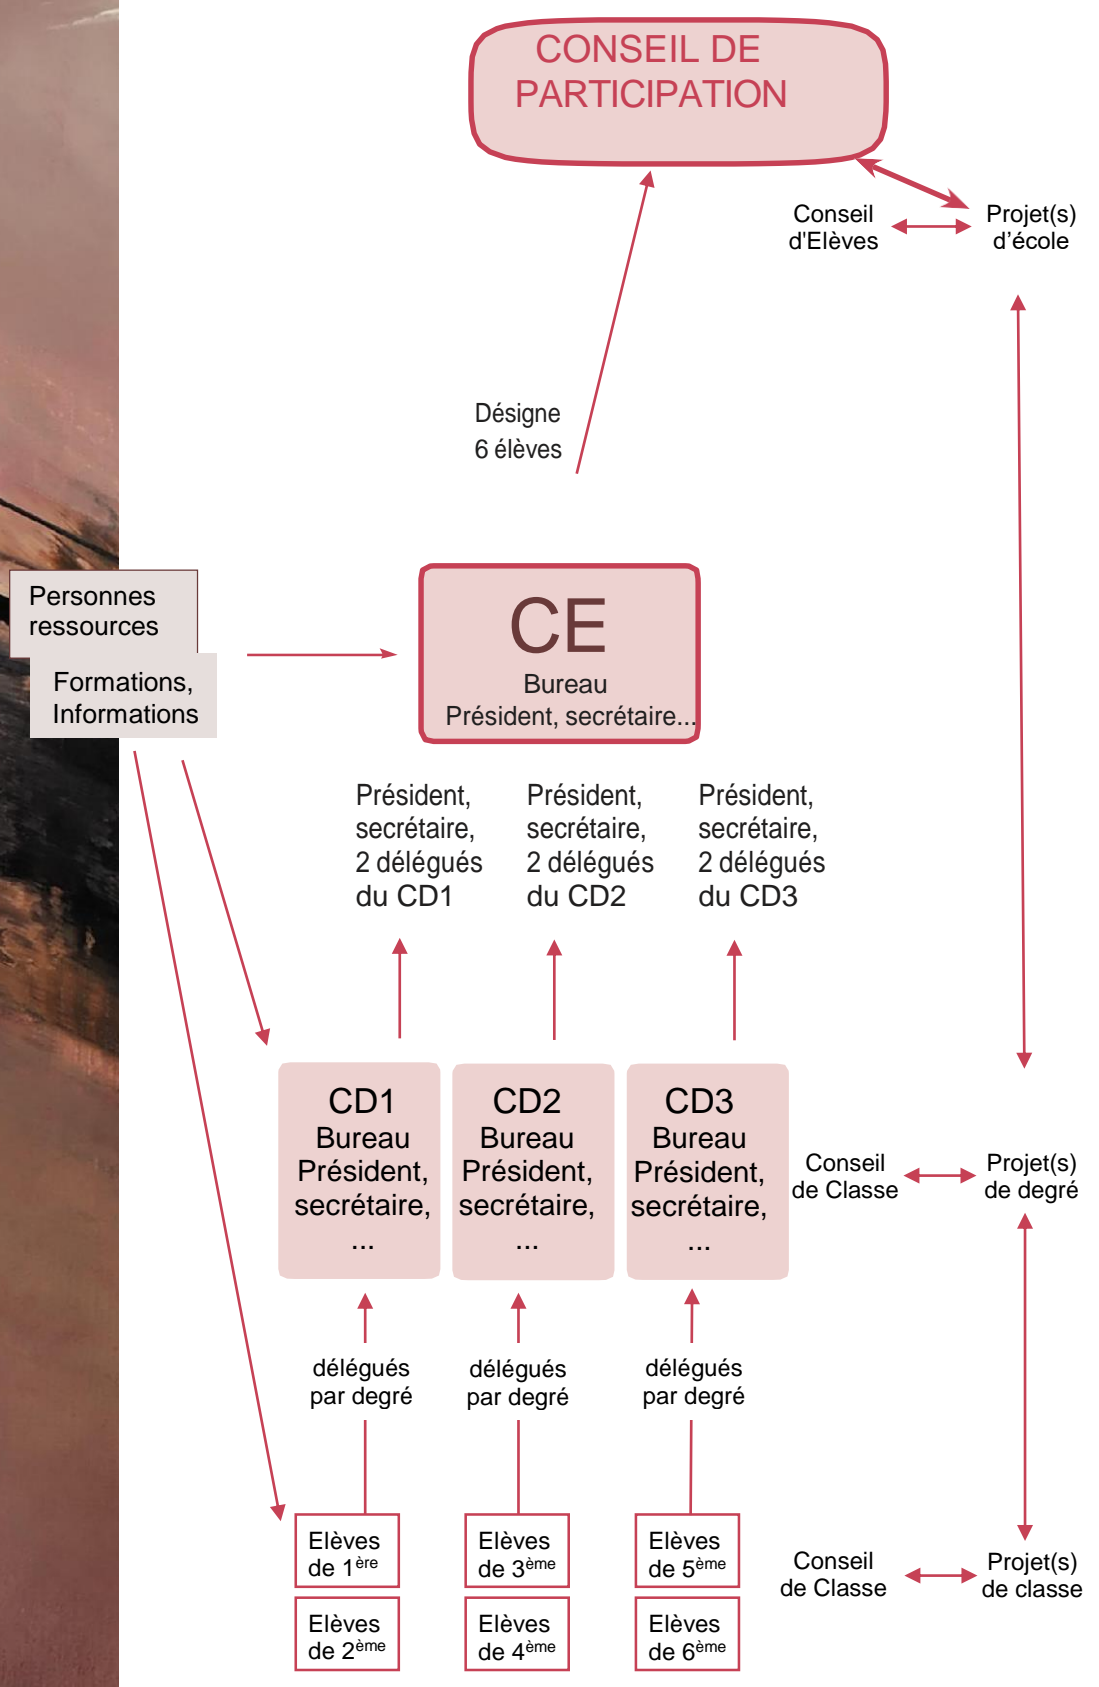 CONSEIL DE
PARTICIPATION
Conseil
d'Elèves
Projet(s)
d’école
Désigne
6 élèves
Personnes
ressources
Formations,
Informations
CE
Bureau
Président, secrétaire...
Président,
secrétaire,
2 délégués
du CD1
Président,
secrétaire,
2 délégués
du CD2
Président,
secrétaire,
2 délégués
du CD3
CD1
Bureau
Président,
secrétaire,
...
CD2
Bureau
Président,
secrétaire,
...
CD3
Bureau
Président,
secrétaire,
...
Conseil
de Classe
Projet(s)
de degré
délégués
par degré
délégués
par degré
délégués
par degré
Elèves
de 1ère
Elèves
de 3ème
Elèves
de 5ème
Conseil
de Classe
Projet(s)
de classe
Elèves
de 2ème
Elèves
de 4ème
Elèves
de 6ème